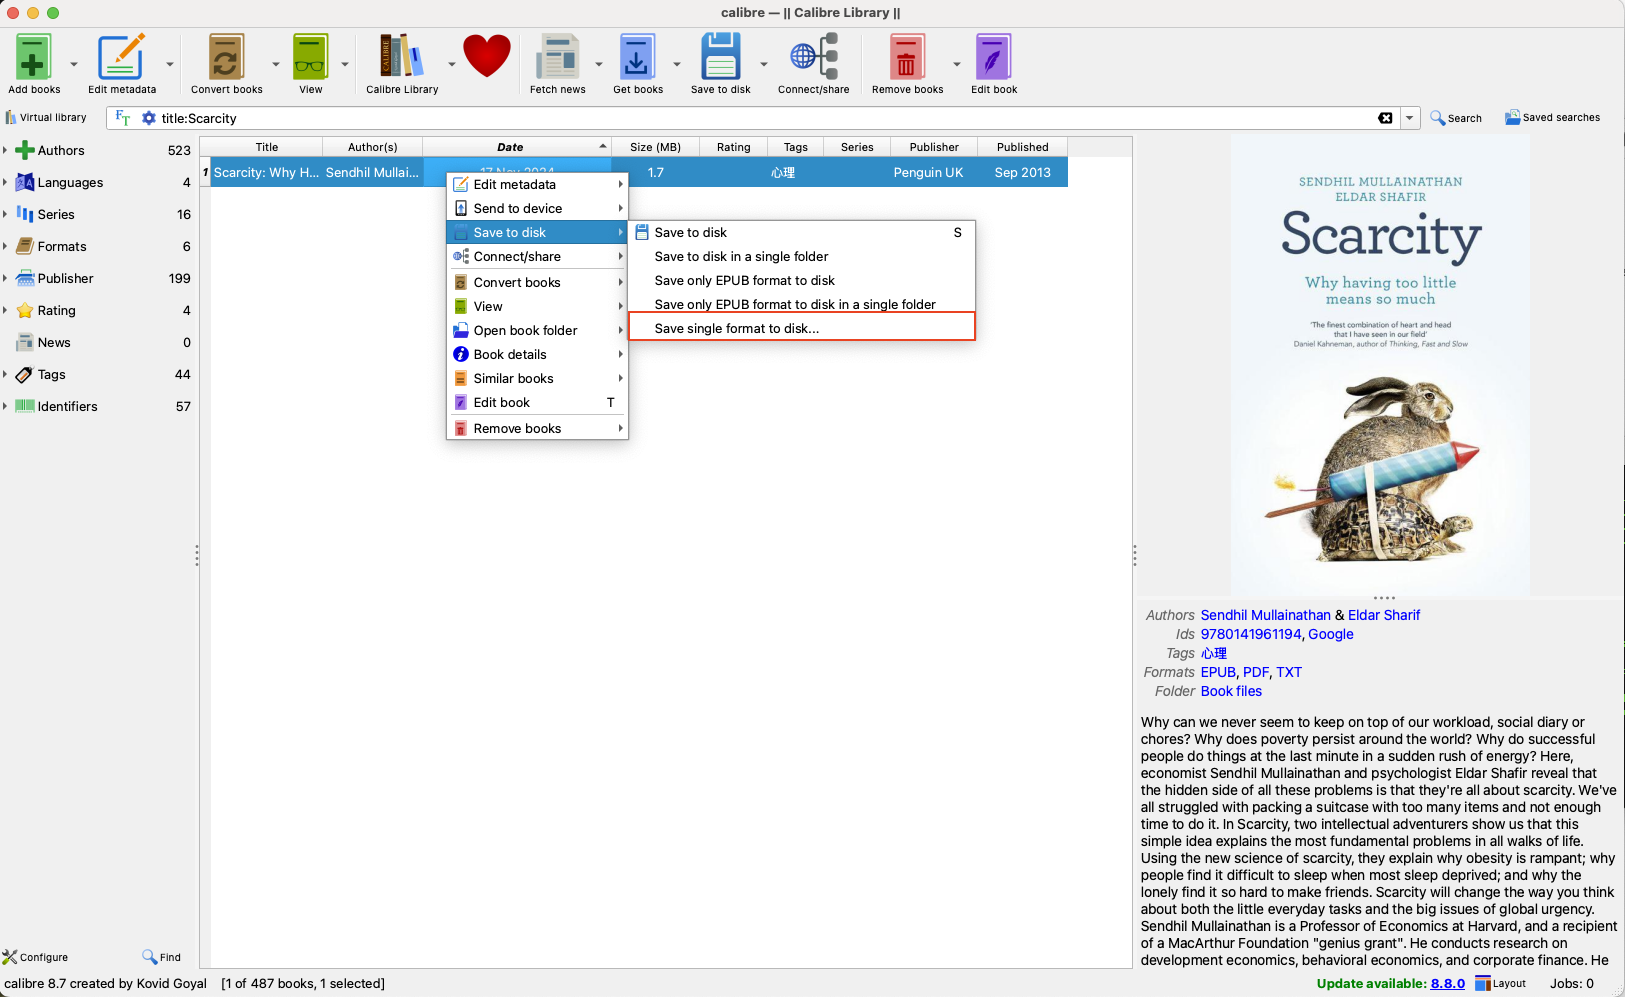 calibre — || Calibre Library ||
Add books
Edit metadata
Convert books
View
Calibre Library
Fetch news
Get books
Save to disk
Connect/share
Remove books
Edit book
Virtual library
FT
title:Scarcity
Search
Saved searches
Authors 523
Languages 4
Series 16
Formats 6
Publisher 199
Rating 4
News 0
Tags 44
Identifiers 57
Title Author(s) Date Size (MB) Rating Tags Series Publisher Published
1 Scarcity: Why H... Sendhil Mullai... 17 Nov 2024 1.7 心理 Penguin UK Sep 2013
Edit metadata
Send to device
Save to disk
Connect/share
Convert books
View
Open book folder
Book details
Similar books
Edit book T
Remove books
Save to disk S
Save to disk in a single folder
Save only EPUB format to disk
Save only EPUB format to disk in a single folder
Save single format to disk...
SENDHIL MULLAINATHAN
ELDAR SHAFIR
Scarcity
Why having too little
means so much
'The finest combination of heart and head
that I have seen in our field'
Daniel Kahneman, author of Thinking, Fast and Slow
Authors Sendhil Mullainathan & Eldar Sharif
Ids 9780141961194, Google
Tags 心理
Formats EPUB, PDF, TXT
Folder Book files
Why can we never seem to keep on top of our workload, social diary or
chores? Why does poverty persist around the world? Why do successful
people do things at the last minute in a sudden rush of energy? Here,
economist Sendhil Mullainathan and psychologist Eldar Shafir reveal that
the hidden side of all these problems is that they're all about scarcity. We've
all struggled with packing a suitcase with too many items and not enough
time to do it. In Scarcity, two intellectual adventurers show us that this
simple idea explains the most fundamental problems in all walks of life.
Using the new science of scarcity, they explain why obesity is rampant; why
people find it difficult to sleep when most sleep deprived; and why the
lonely find it so hard to make friends. Scarcity will change the way you think
about both the little everyday tasks and the big issues of global urgency.
Sendhil Mullainathan is a Professor of Economics at Harvard, and a recipient
of a MacArthur Foundation "genius grant". He conducts research on
development economics, behavioral economics, and corporate finance. He
Configure
Find
calibre 8.7 created by Kovid Goyal [1 of 487 books, 1 selected]
Update available: 8.8.0
Layout
Jobs: 0